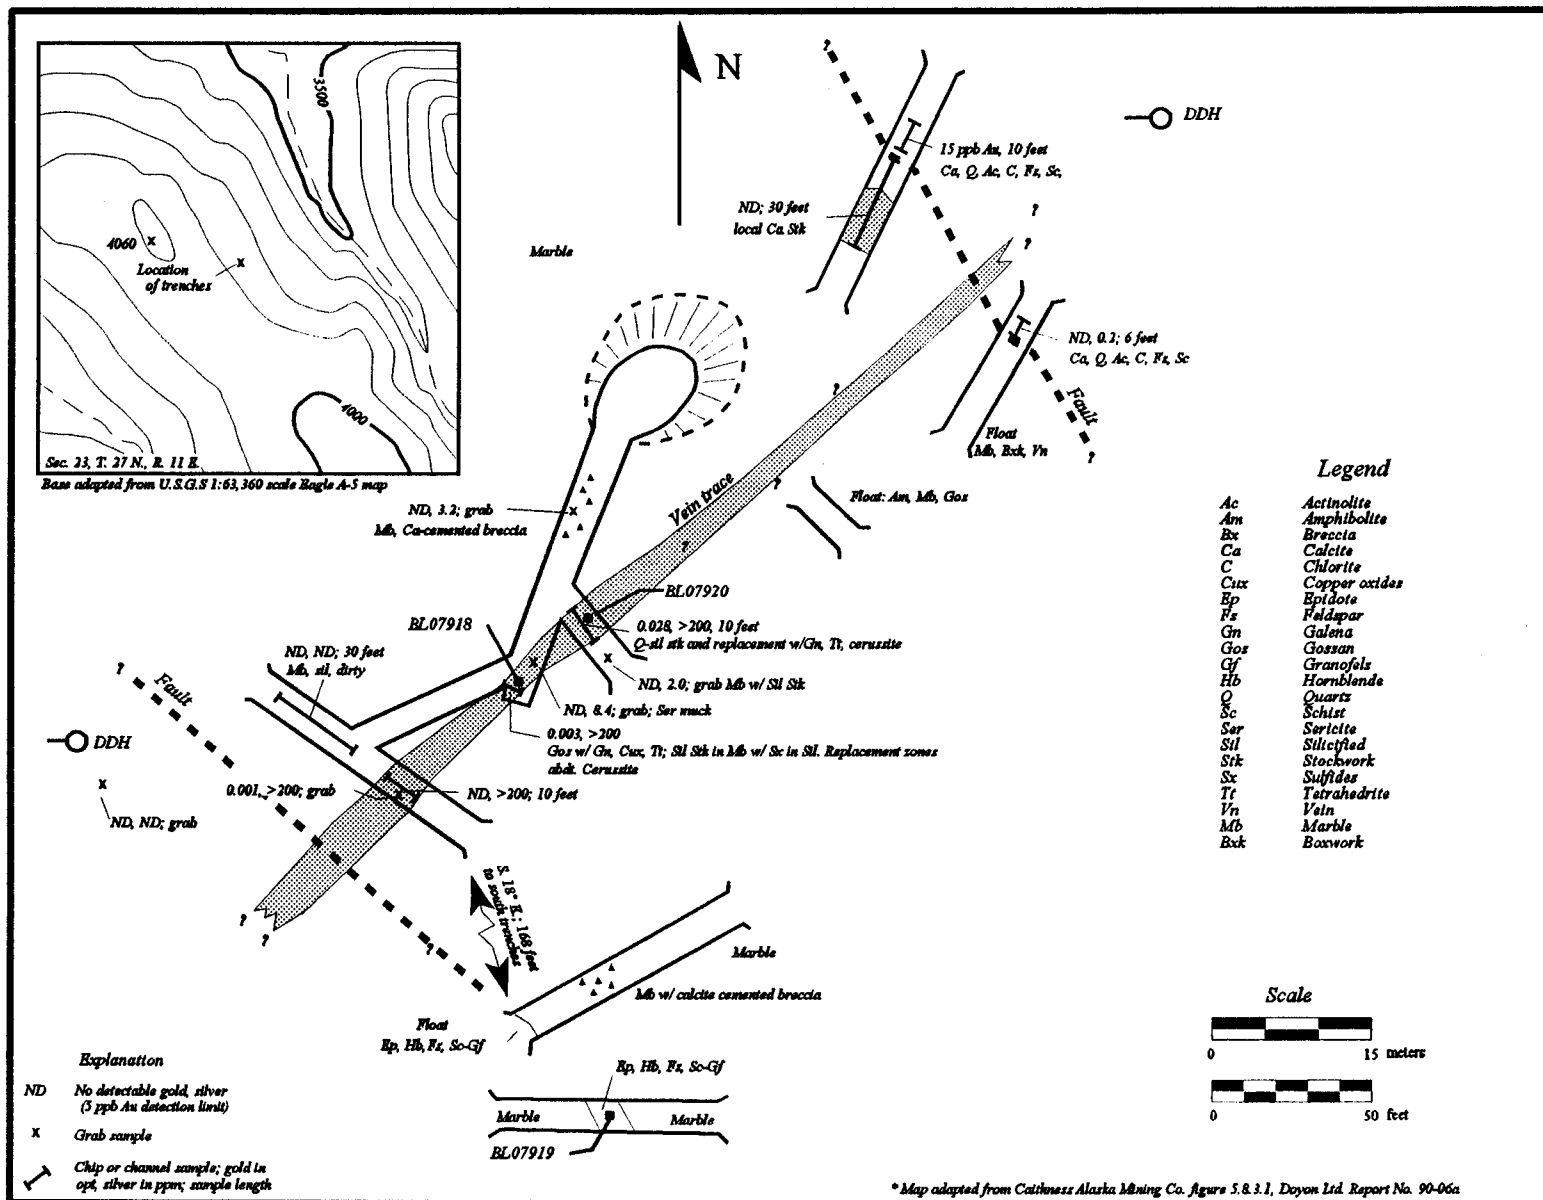 3500
4060
Location
of trenches
4000
Sec. 23, T. 27 N., R. 11 E.
Base adapted from U.S.G.S 1:63,360 scale Eagle A-5 map
N
Marble
?
DDH
15 ppb Au, 10 feet
Ca, Q, Ac, C, Fs, Sc,
ND; 30 feet
local Ca Stk
?
?
ND, 0.2; 6 feet
Ca, Q, Ac, C, Fs, Sc
Fault
?
Float
Mb, Bxk, Vn
?
?
Float: Am, Mb, Gos
Vein trace
?
ND, 3.2; grab
Mb, Ca-cemented breccia
BL07920
0.028, >200, 10 feet
Q-sil stk and replacement w/Gn, Tt, cerussite
BL07918
ND, 2.0; grab Mb w/ Sil Stk
ND, 8.4; grab; Ser muck
0.003, >200
Gos w/ Gn, Cux, Tt; Sil Stk in Mb w/ Sx in Sil. Replacement zones
abdt. Cerussite
ND, ND; 30 feet
Mb, sil, dirty
?
Fault
DDH
ND, ND; grab
0.001, >200; grab
ND, >200; 10 feet
?
?
?
S. 18° E.; 168 feet
to south trenches
Marble
Mb w/ calcite cemented breccia
Float
Ep, Hb, Fs, Sc-Gf
Ep, Hb, Fs, Sc-Gf
Marble
Marble
BL07919
Legend
Ac Actinolite
Am Amphibolite
Bx Breccia
Ca Calcite
C Chlorite
Cux Copper oxides
Ep Epidote
Fs Feldspar
Gn Galena
Gos Gossan
Gf Granofels
Hb Hornblende
Q Quartz
Sc Schist
Ser Sericite
Sil Silicified
Stk Stockwork
Sx Sulfides
Tt Tetrahedrite
Vn Vein
Mb Marble
Bxk Boxwork
Scale
0 15 meters
0 50 feet
Explanation
ND No detectable gold, silver
(5 ppb Au detection limit)
x Grab sample
Chip or channel sample; gold in
opt, silver in ppm; sample length
* Map adapted from Caithness Alaska Mining Co. figure 5.8.3.1, Doyon Ltd. Report No. 90-06a